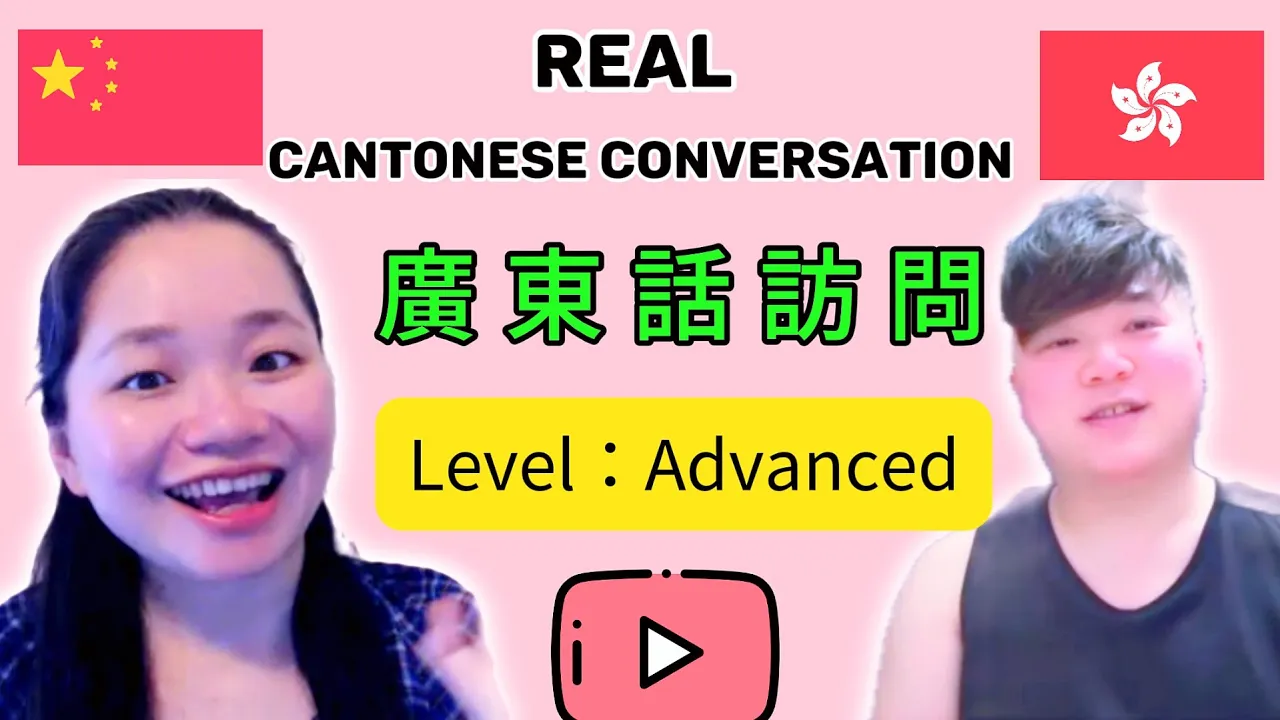 REAL
CANTONESE CONVERSATION
廣東話訪問
Level：Advanced